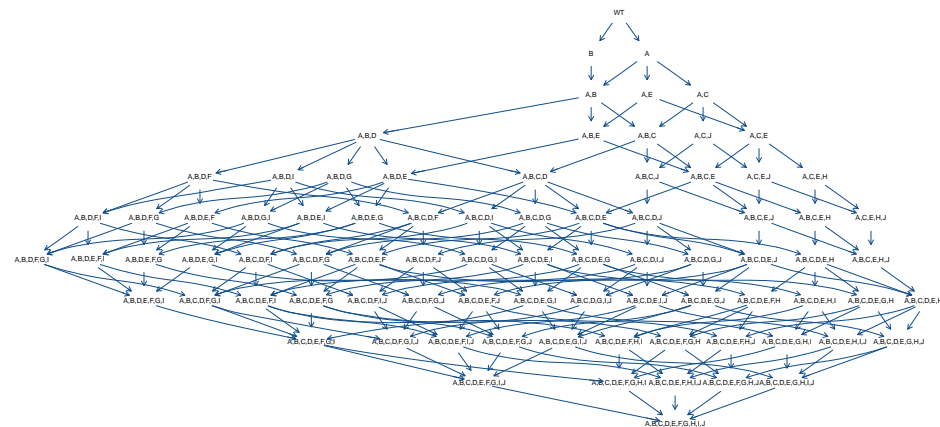 WT
B A
A,B A,E A,C
A,B,D A,B,E A,B,C A,C,J A,C,E
A,B,D,F A,B,D,I A,B,D,G A,B,D,E A,B,C,D A,B,C,J A,B,C,E A,C,E,J A,C,E,H
A,B,D,F,I A,B,D,F,G A,B,D,E,F A,B,D,G,I A,B,D,E,I A,B,D,E,G A,B,C,D,F A,B,C,D,I A,B,C,D,G A,B,C,D,E A,B,C,D,J A,B,C,E,J A,B,C,E,H A,C,E,H,J
A,B,D,F,G,I A,B,D,E,F,I A,B,D,E,F,G A,B,D,E,G,I A,B,C,D,F,I A,B,C,D,F,G A,B,C,D,E,F A,B,C,D,F,J A,B,C,D,G,I A,B,C,D,E,I A,B,C,D,E,G A,B,C,D,I,J A,B,C,D,G,J A,B,C,D,E,J A,B,C,D,E,H A,B,C,E,H,J
A,B,D,E,F,G,I A,B,C,D,F,G,I A,B,C,D,E,F,I A,B,C,D,E,F,G A,B,C,D,F,I,J A,B,C,D,F,G,J A,B,C,D,E,F,J A,B,C,D,E,G,I A,B,C,D,G,I,J A,B,C,D,E,I,J A,B,C,D,E,G,J A,B,C,D,E,F,H A,B,C,D,E,H,I A,B,C,D,E,G,H
A,B,C,D,E,F,G,I A,B,C,D,F,G,I,J A,B,C,D,E,F,I,J A,B,C,D,E,F,G,J A,B,C,D,E,G,I,J A,B,C,D,E,F,H,I A,B,C,D,E,F,G,H A,B,C,D,E,F,H,J A,B,C,D,E,G,H,I A,B,C,D,E,H,I,J A,B,C,D,E,G,H,J
A,B,C,D,E,F,G,I,J A,B,C,D,E,F,G,H,I A,B,C,D,E,F,H,I,J A,B,C,D,E,F,G,H,J A,B,C,D,E,G,H,I,J
A,B,C,D,E,F,G,H,I,J